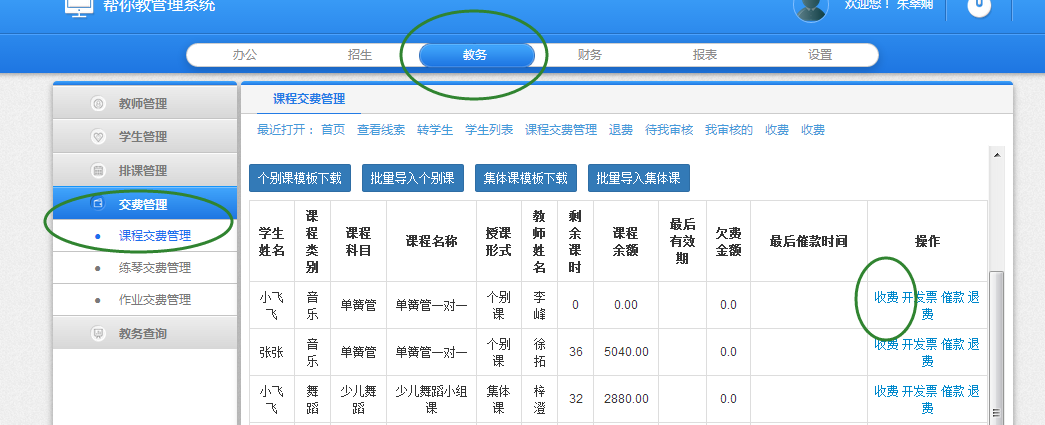 帮你教管理系统
欢迎您！
办公 招生 教务 财务 报表 设置
教师管理
学生管理
排课管理
交费管理
课程交费管理
练琴交费管理
作业交费管理
教务查询
课程交费管理
最近打开： 首页 查看线索 转学生 学生列表 课程交费管理 退费 待我审核 我审核的 收费 收费
个别课模板下载 批量导入个别课 集体课模板下载 批量导入集体课
学生姓名 课程类别 课程科目 课程名称 授课形式 教师姓名 剩余课时 课程余额 最后有效期 欠费金额 最后催款时间 操作
小飞飞 音乐 单簧管 单簧管一对一 个别课 李峰 0 0.00 0.0 收费 开发票 催款 退费
张张 音乐 单簧管 单簧管一对一 个别课 徐拓 36 5040.00 0.0 收费 开发票 催款 退费
小飞飞 舞蹈 少儿舞蹈 少儿舞蹈小组课 集体课 梓澄 32 2880.00 0.0 收费 开发票 催款 退费